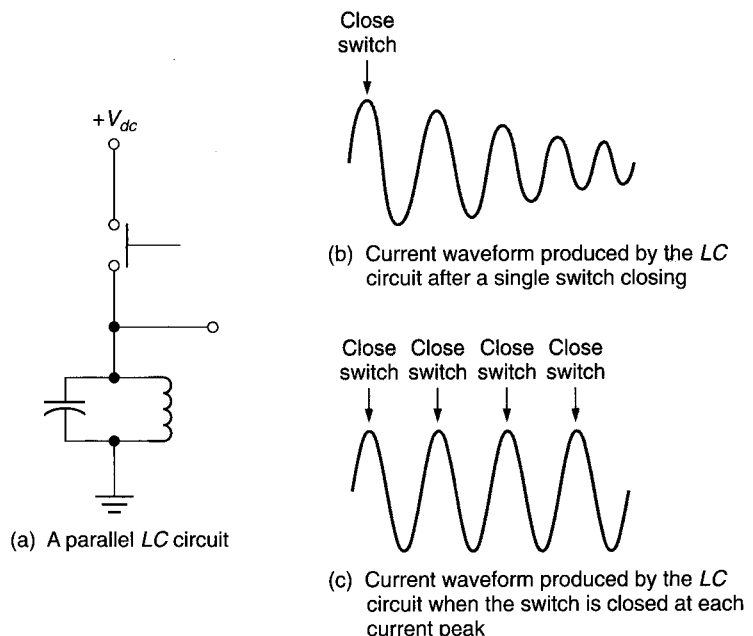 +Vdc
(a) A parallel LC circuit
Close
switch
(b) Current waveform produced by the LC
circuit after a single switch closing
Close Close Close Close
switch switch switch switch
(c) Current waveform produced by the LC
circuit when the switch is closed at each
current peak